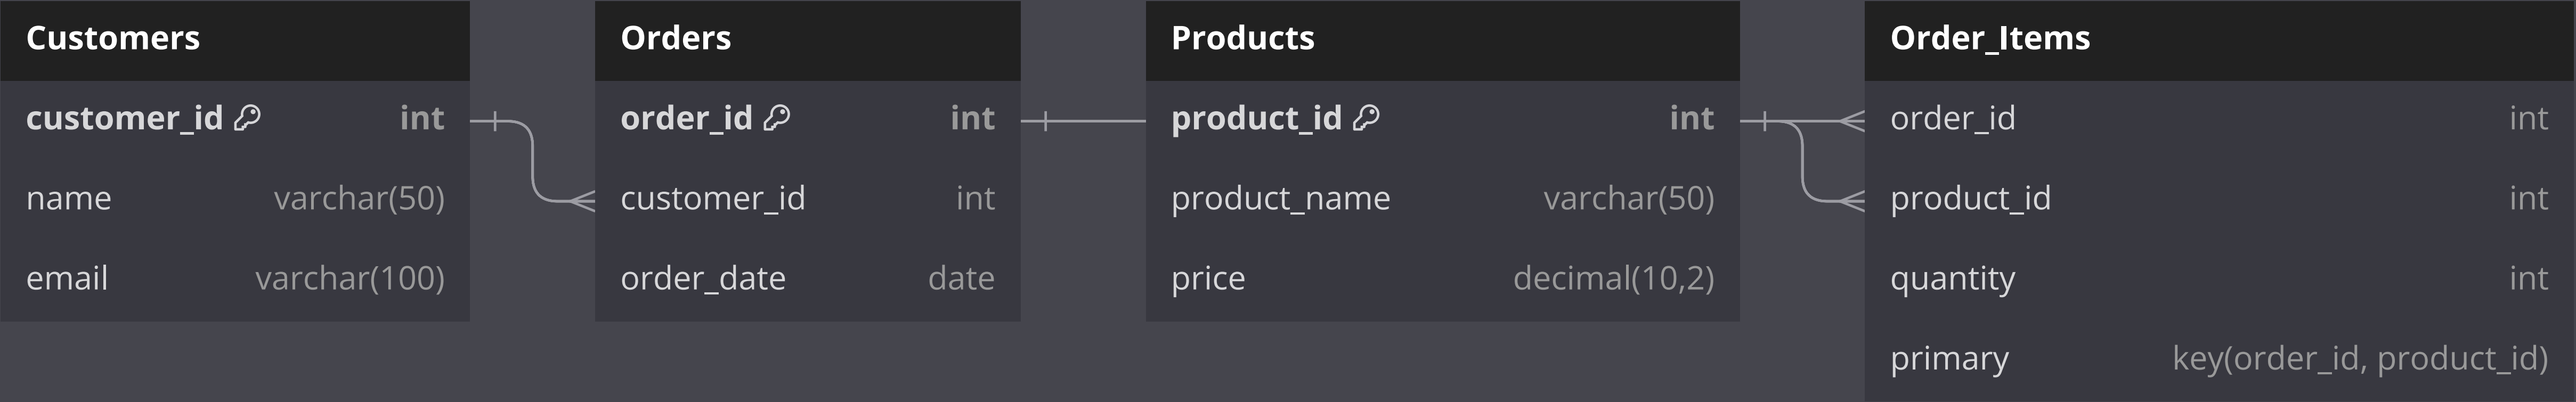 Customers
customer_id int
name varchar(50)
email varchar(100)
Orders
order_id int
customer_id int
order_date date
Products
product_id int
product_name varchar(50)
price decimal(10,2)
Order_Items
order_id int
product_id int
quantity int
primary key(order_id, product_id)